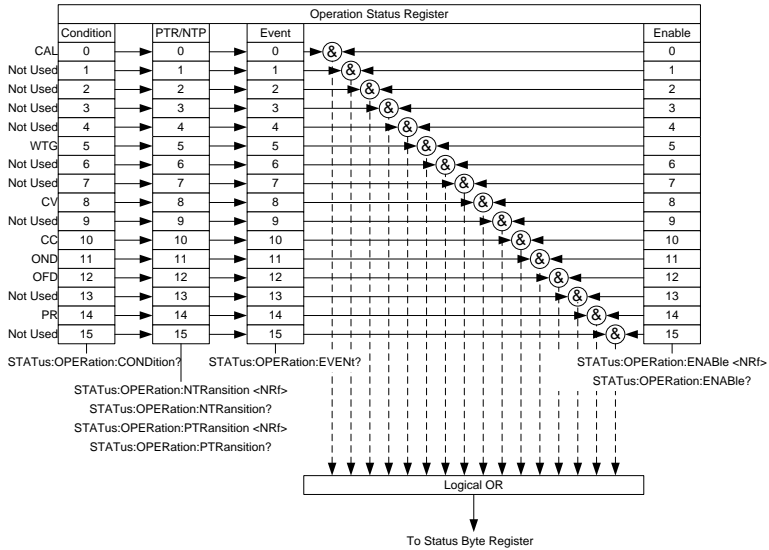 Operation Status Register
Condition PTR/NTP Event Enable
CAL 0 0 0 & 0
Not Used 1 1 1 & 1
Not Used 2 2 2 & 2
Not Used 3 3 3 & 3
Not Used 4 4 4 & 4
WTG 5 5 5 & 5
Not Used 6 6 6 & 6
Not Used 7 7 7 & 7
CV 8 8 8 & 8
Not Used 9 9 9 & 9
CC 10 10 10 & 10
OND 11 11 11 & 11
OFD 12 12 12 & 12
Not Used 13 13 13 & 13
PR 14 14 14 & 14
Not Used 15 15 15 & 15
STATus:OPERation:CONDition? STATus:OPERation:EVENt? STATus:OPERation:ENABle <NRf>
STATus:OPERation:ENABle?
STATus:OPERation:NTRansition <NRf>
STATus:OPERation:NTRansition?
STATus:OPERation:PTRansition <NRf>
STATus:OPERation:PTRansition?
Logical OR
To Status Byte Register